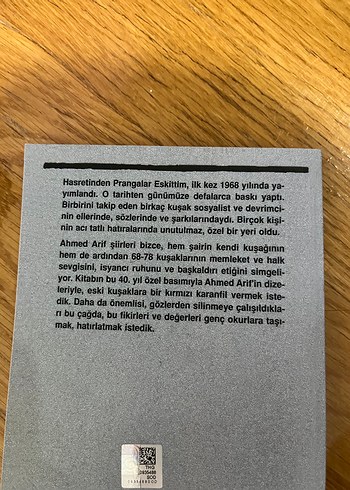 Hasretinden Prangalar Eskittim, ilk kez 1968 yılında ya-
yımlandı. O tarihten günümüze defalarca baskı yaptı.
Birbirini takip eden birkaç kuşak sosyalist ve devrimci-
nin ellerinde, sözlerinde ve şarkılarındaydı. Birçok kişi-
nin acı tatlı hatıralarında unutulmaz, özel bir yeri oldu.
Ahmed Arif şiirleri bizce, hem şairin kendi kuşağının
hem de ardından 68-78 kuşaklarının memleket ve halk
sevgisini, isyancı ruhunu ve başkaldırı etiğini simgeli-
yor. Kitabın bu 40. yıl özel basımıyla Ahmed Arif'in dize-
leriyle, eski kuşaklara bir kırmızı karanfil vermek iste-
dik. Daha da önemlisi, gözlerden silinmeye çalışıldıkla-
rı bu çağda, bu fikirleri ve değerleri genç okurlara taşı-
mak, hatırlatmak istedik.